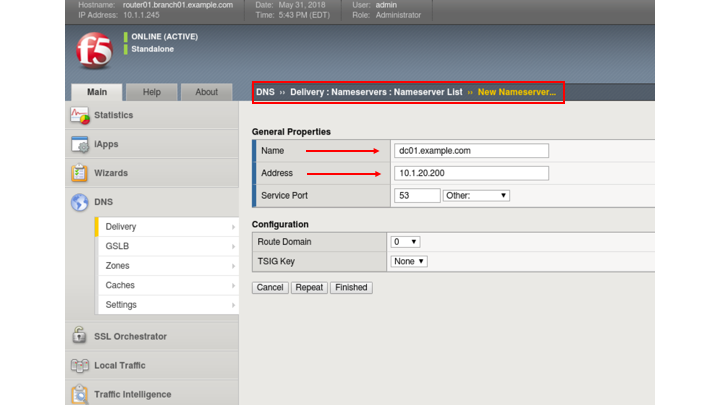 Hostname: router01.branch01.example.com Date: May 31, 2018 User: admin
IP Address: 10.1.1.245 Time: 5:43 PM (EDT) Role: Administrator
f5
ONLINE (ACTIVE)
Standalone
Main Help About
DNS ›› Delivery : Nameservers : Nameserver List ›› New Nameserver...
Statistics
iApps
Wizards
DNS
Delivery
GSLB
Zones
Caches
Settings
SSL Orchestrator
Local Traffic
Traffic Intelligence
General Properties
Name dc01.example.com
Address 10.1.20.200
Service Port 53 Other:
Configuration
Route Domain 0
TSIG Key None
Cancel Repeat Finished